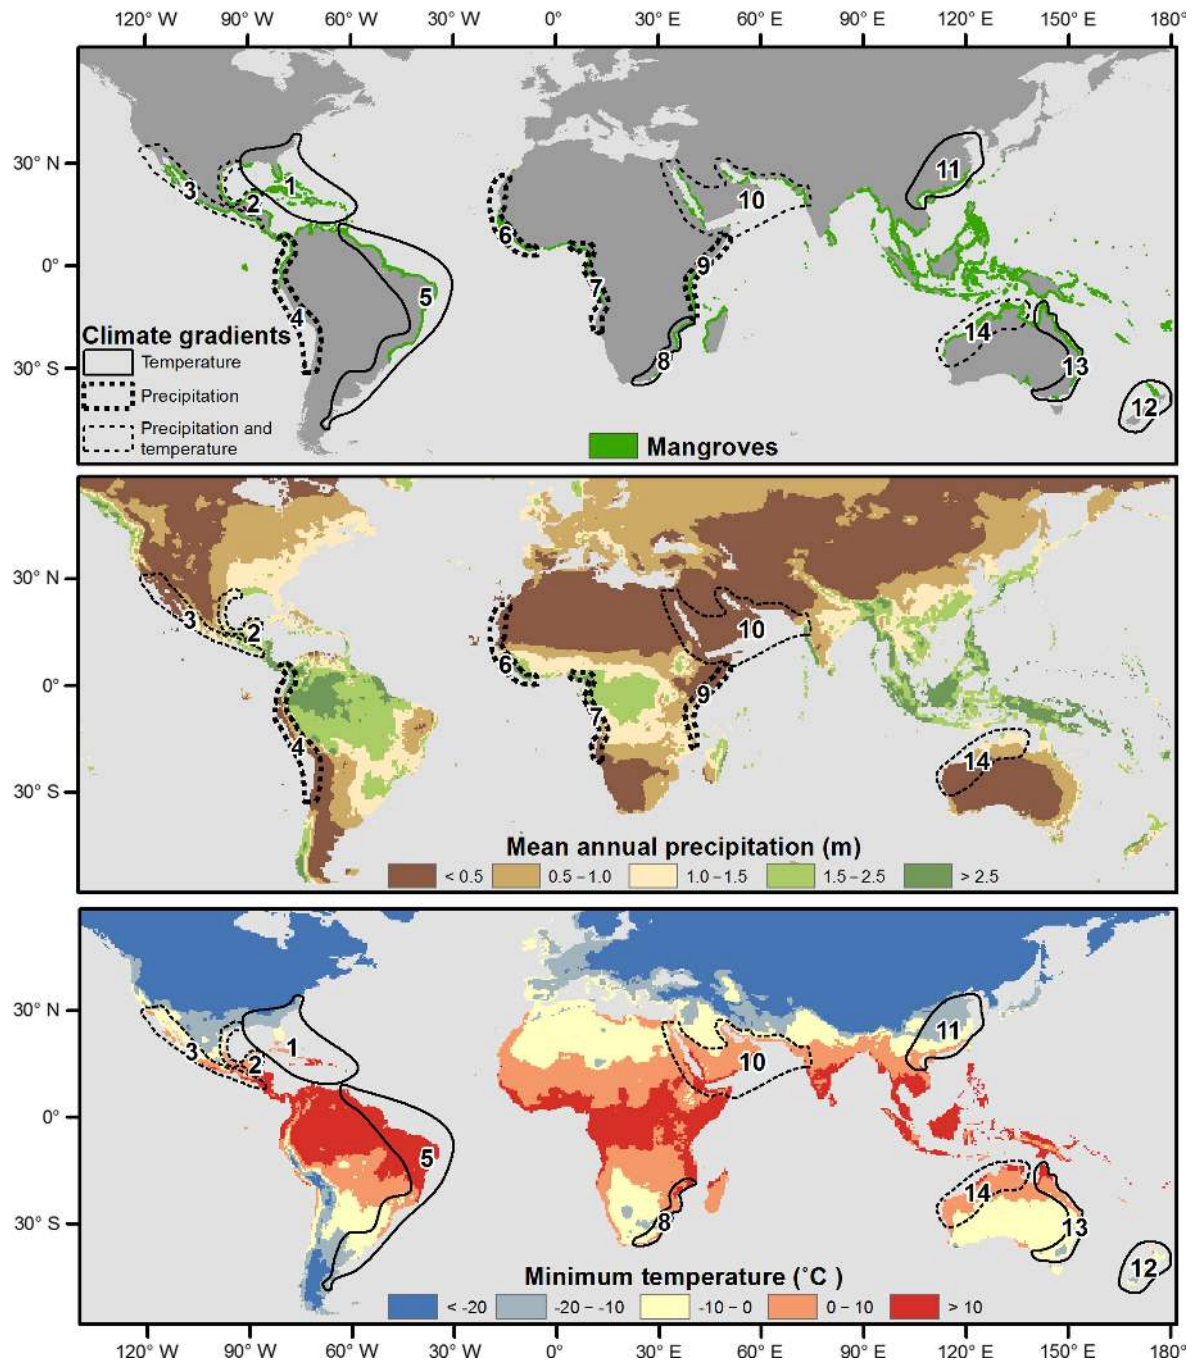 120° W 90° W 60° W 30° W 0° 30° E 60° E 90° E 120° E 150° E 180°
30° N
0°
30° S
1
2
3
4
5
6
7
8
9
10
11
12
13
14
Climate gradients
Temperature
Precipitation
Precipitation and
temperature
Mangroves
30° N
0°
30° S
2
3
4
6
7
9
10
14
Mean annual precipitation (m)
< 0.5 0.5 – 1.0 1.0 – 1.5 1.5 – 2.5 > 2.5
30° N
0°
30° S
1
2
3
5
8
10
11
12
13
14
Minimum temperature (°C )
< -20 -20 – -10 -10 – 0 0 – 10 > 10
120° W 90° W 60° W 30° W 0° 30° E 60° E 90° E 120° E 150° E 180°